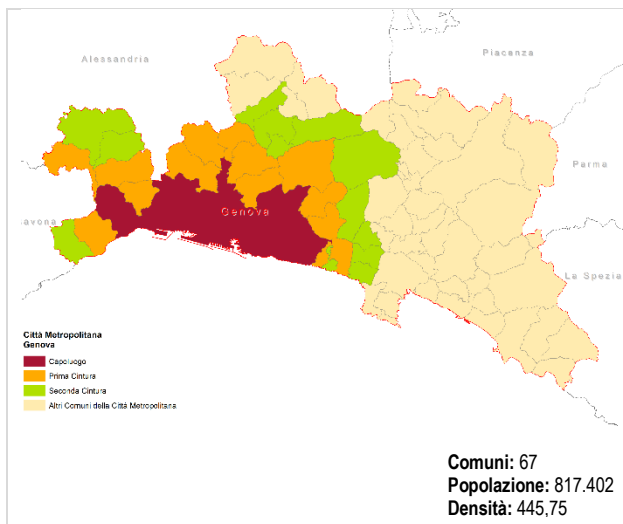 Alessandria
Piacenza
Parma
Genova
avona
La Spezia
Città Metropolitana
Genova
Capoluogo
Prima Cintura
Seconda Cintura
Altri Comuni della Città Metropolitana
Comuni: 67
Popolazione: 817.402
Densità: 445,75